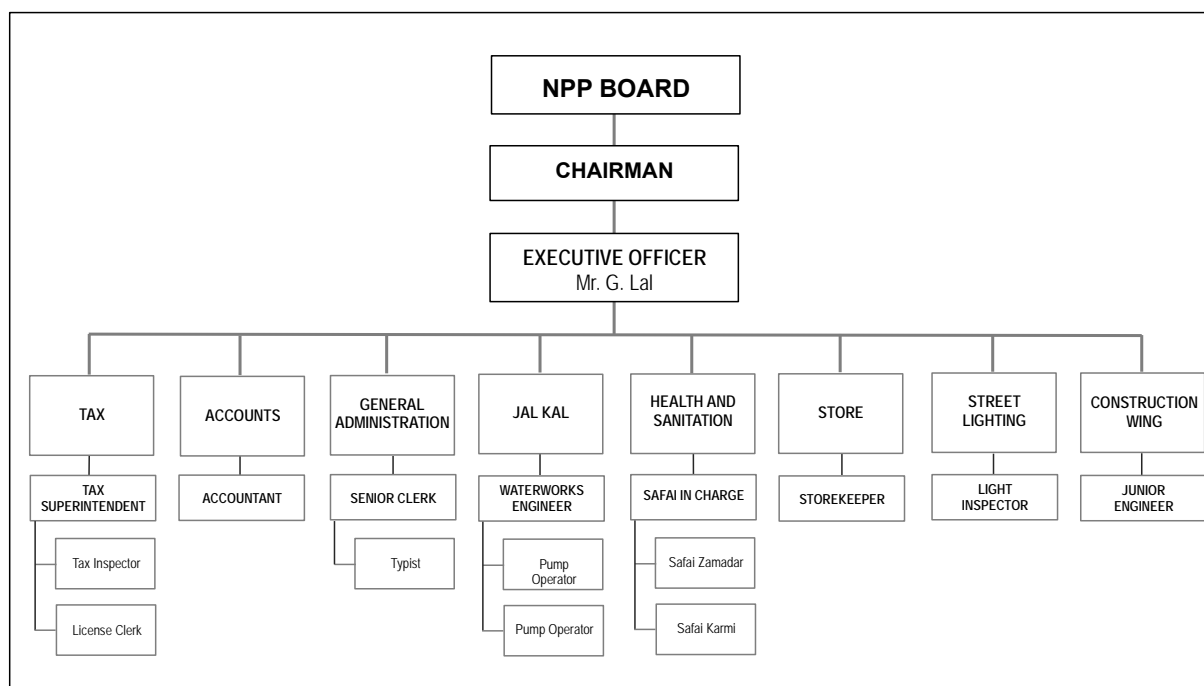 NPP BOARD
CHAIRMAN
EXECUTIVE OFFICER
Mr. G. Lal
TAX
ACCOUNTS
GENERAL
ADMINISTRATION
JAL KAL
HEALTH AND
SANITATION
STORE
STREET
LIGHTING
CONSTRUCTION
WING
TAX
SUPERINTENDENT
ACCOUNTANT
SENIOR CLERK
WATERWORKS
ENGINEER
SAFAI IN CHARGE
STOREKEEPER
LIGHT
INSPECTOR
JUNIOR
ENGINEER
Tax Inspector
Typist
Pump
Operator
Safai Zamadar
License Clerk
Pump Operator
Safai Karmi